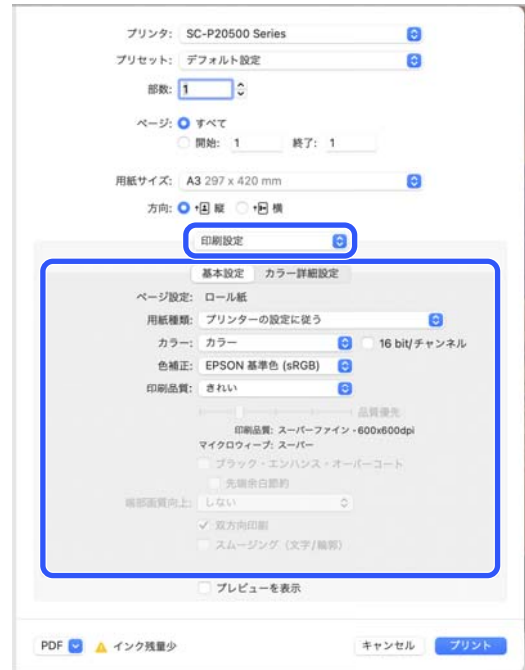 プリンタ: SC-P20500 Series
プリセット: デフォルト設定
部数: 1
ページ: すべて
開始: 1 終了: 1
用紙サイズ: A3 297 x 420 mm
方向: 縦 横
印刷設定
基本設定 カラー詳細設定
ページ設定: ロール紙
用紙種類: プリンターの設定に従う
カラー: カラー 16 bit/チャンネル
色補正: EPSON 基準色 (sRGB)
印刷品質: きれい
品質優先
印刷品質: スーパーファイン - 600x600dpi
マイクロウィーブ: スーパー
ブラック・エンハンス・オーバーコート
先端余白節約
端部画質向上: しない
双方向印刷
スムージング (文字/輪郭)
プレビューを表示
PDF インク残量少 キャンセル プリント